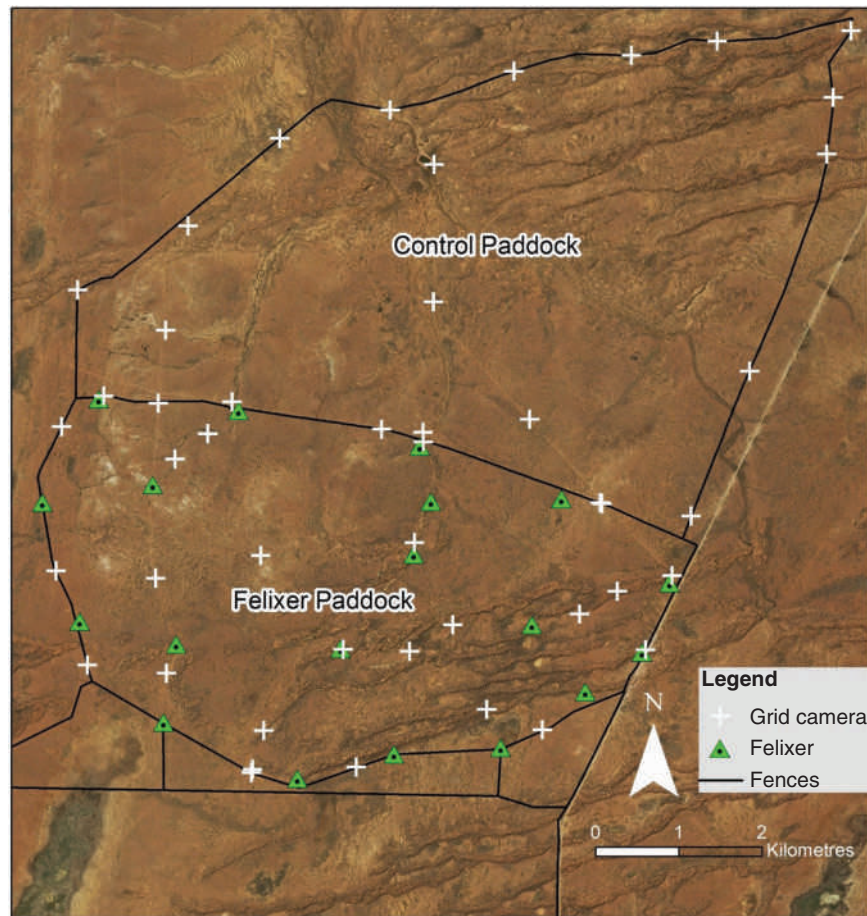 Control Paddock
Felixer Paddock
Legend
Grid camera
Felixer
Fences
N
0 1 2
Kilometres